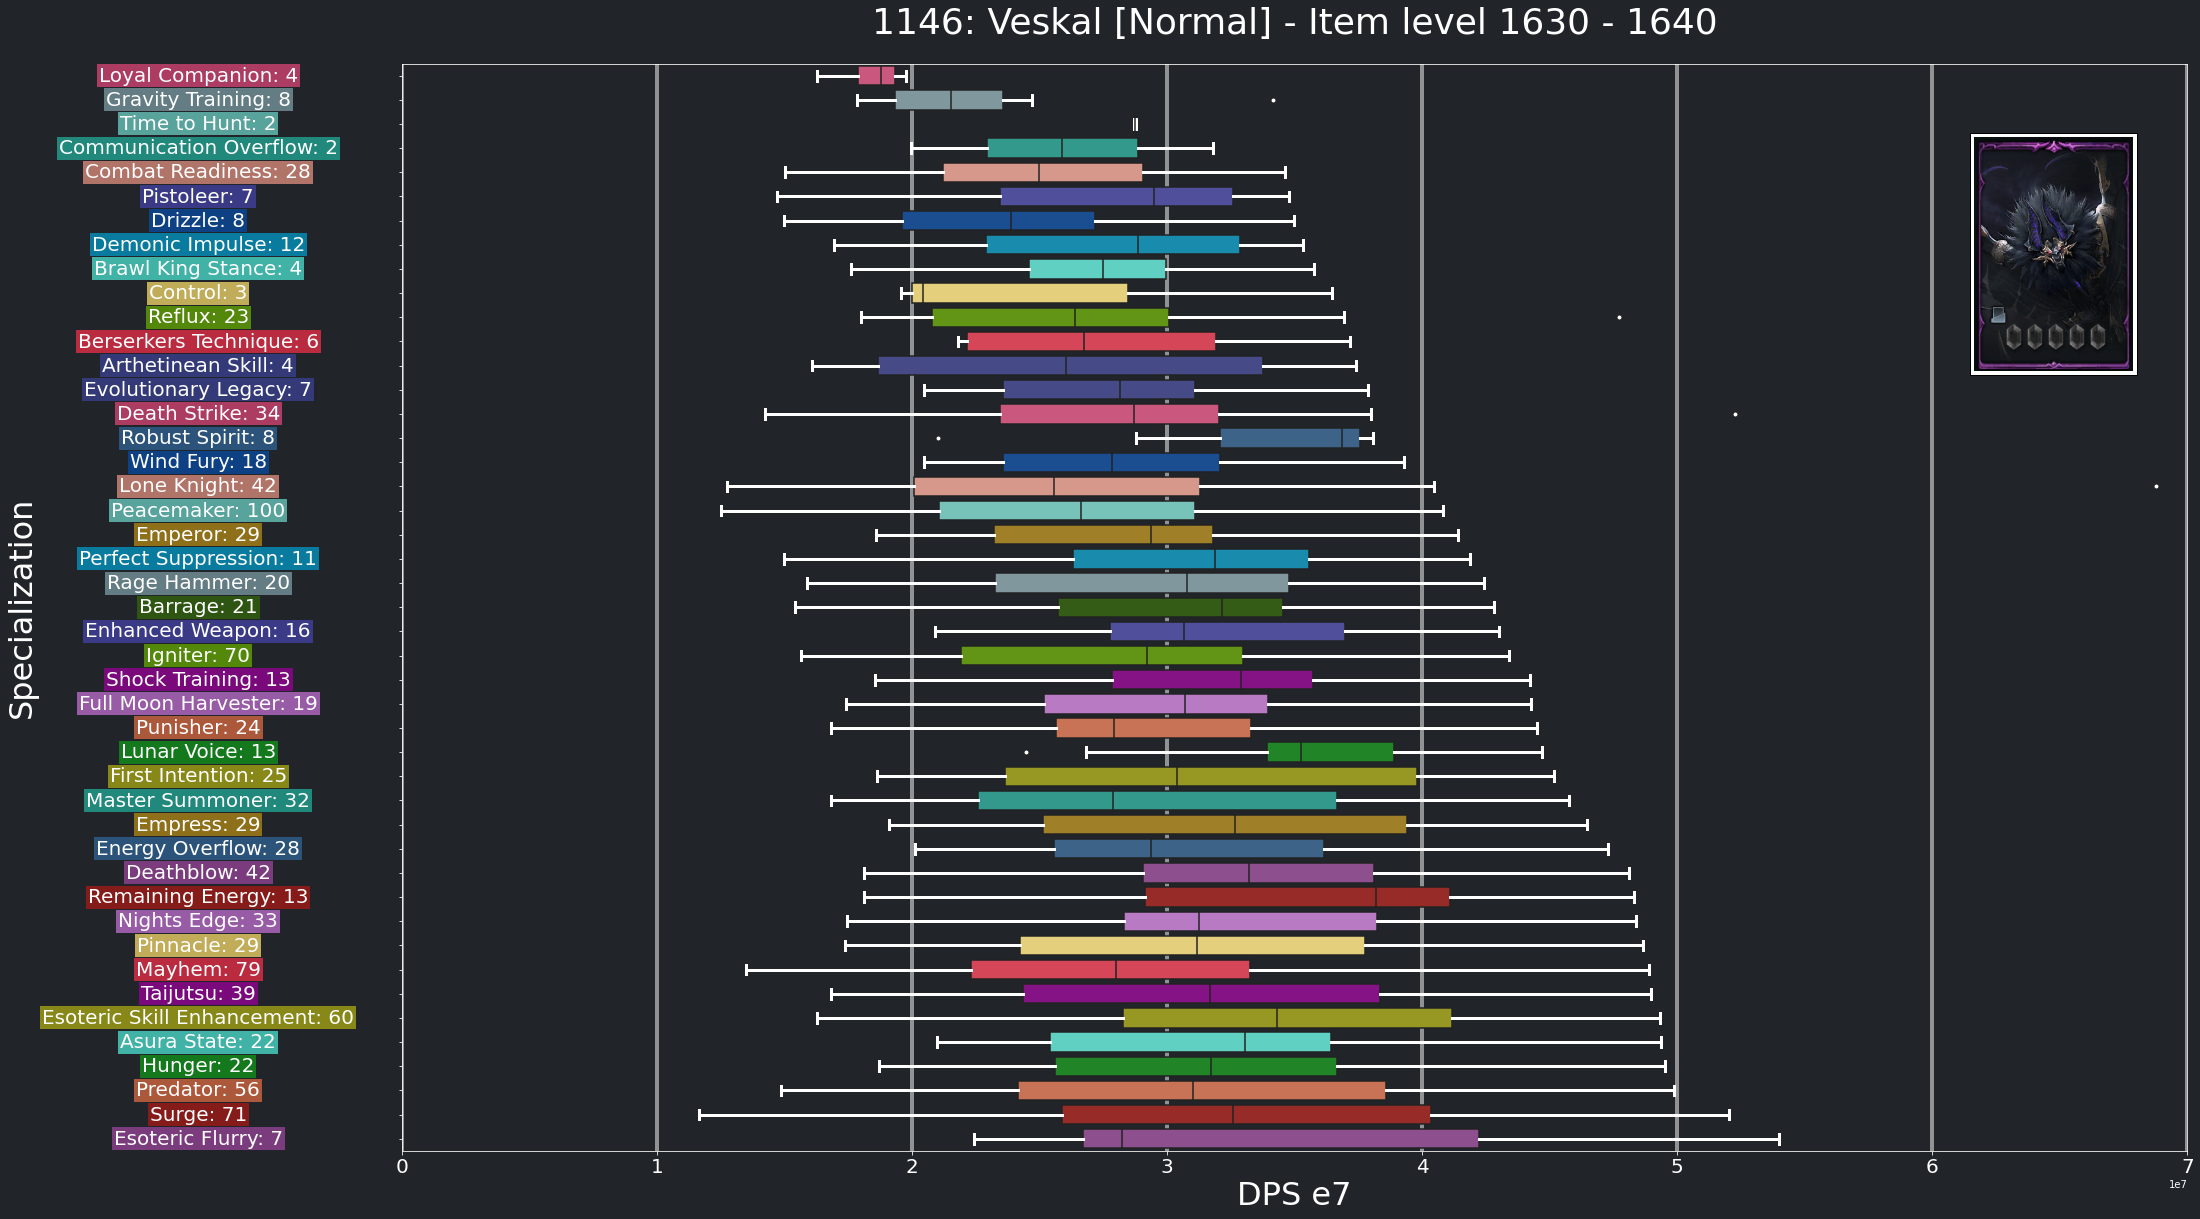 1146: Veskal [Normal] - Item level 1630 - 1640
Specialization
Loyal Companion: 4
Gravity Training: 8
Time to Hunt: 2
Communication Overflow: 2
Combat Readiness: 28
Pistoleer: 7
Drizzle: 8
Demonic Impulse: 12
Brawl King Stance: 4
Control: 3
Reflux: 23
Berserkers Technique: 6
Arthetinean Skill: 4
Evolutionary Legacy: 7
Death Strike: 34
Robust Spirit: 8
Wind Fury: 18
Lone Knight: 42
Peacemaker: 100
Emperor: 29
Perfect Suppression: 11
Rage Hammer: 20
Barrage: 21
Enhanced Weapon: 16
Igniter: 70
Shock Training: 13
Full Moon Harvester: 19
Punisher: 24
Lunar Voice: 13
First Intention: 25
Master Summoner: 32
Empress: 29
Energy Overflow: 28
Deathblow: 42
Remaining Energy: 13
Nights Edge: 33
Pinnacle: 29
Mayhem: 79
Taijutsu: 39
Esoteric Skill Enhancement: 60
Asura State: 22
Hunger: 22
Predator: 56
Surge: 71
Esoteric Flurry: 7
0 1 2 3 4 5 6 7
1e7
DPS e7